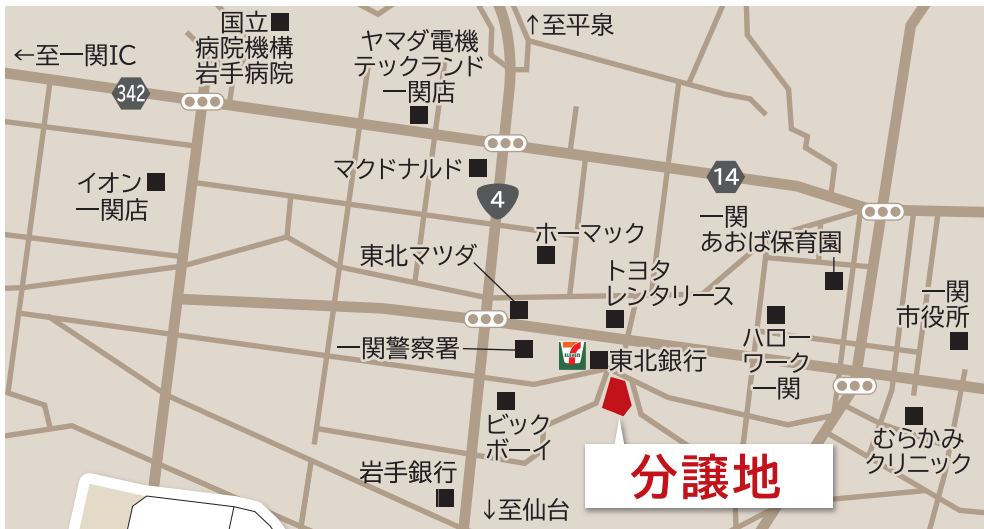 国立
病院機構
岩手病院
↑至平泉
←至一関IC
ヤマダ電機
テックランド
一関店
342
マクドナルド
14
イオン
一関店
4
一関
あおば保育園
ホーマック
東北マツダ
トヨタ
レンタリース
一関
市役所
ハロー
ワーク
一関
一関警察署
7
ELEVEN
東北銀行
ビック
ボーイ
むらかみ
クリニック
分譲地
岩手銀行
↓至仙台